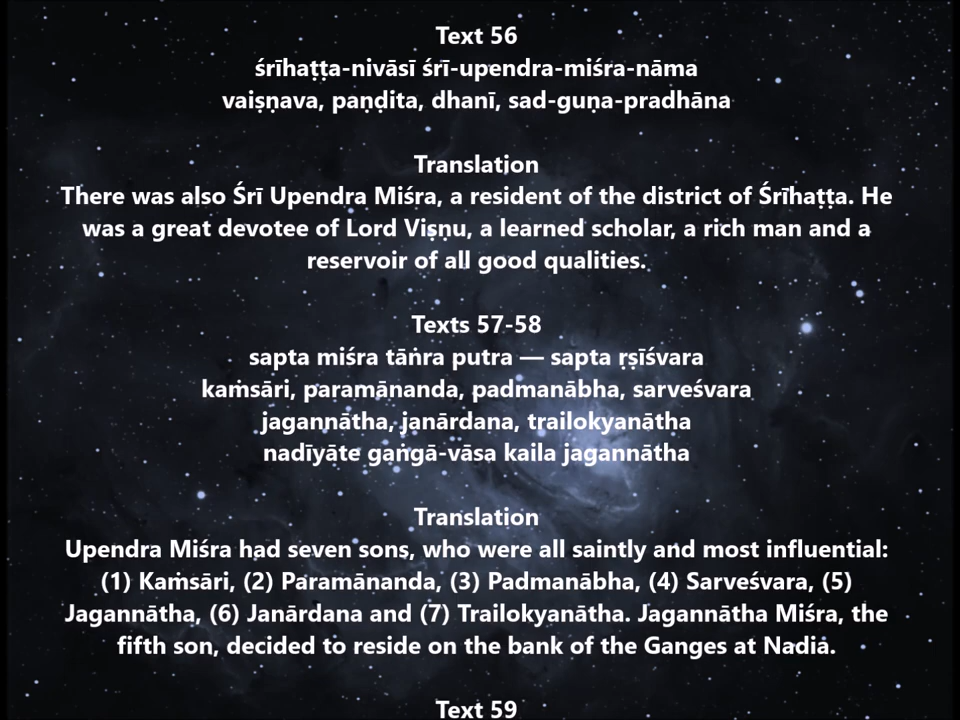 Text 56
śrīhaṭṭa-nivāsī śrī-upendra-miśra-nāma
vaiṣṇava, paṇḍita, dhanī, sad-guṇa-pradhāna
Translation
There was also Śrī Upendra Miśra, a resident of the district of Śrīhaṭṭa. He
was a great devotee of Lord Viṣṇu, a learned scholar, a rich man and a
reservoir of all good qualities.
Texts 57-58
sapta miśra tāṅra putra — sapta ṛṣīśvara
kaṁsāri, paramānanda, padmanābha, sarveśvara
jagannātha, janārdana, trailokyanātha
nadīyāte gaṅgā-vāsa kaila jagannātha
Translation
Upendra Miśra had seven sons, who were all saintly and most influential:
(1) Kaṁsāri, (2) Paramānanda, (3) Padmanābha, (4) Sarveśvara, (5)
Jagannātha, (6) Janārdana and (7) Trailokyanātha. Jagannātha Miśra, the
fifth son, decided to reside on the bank of the Ganges at Nadia.
Text 59